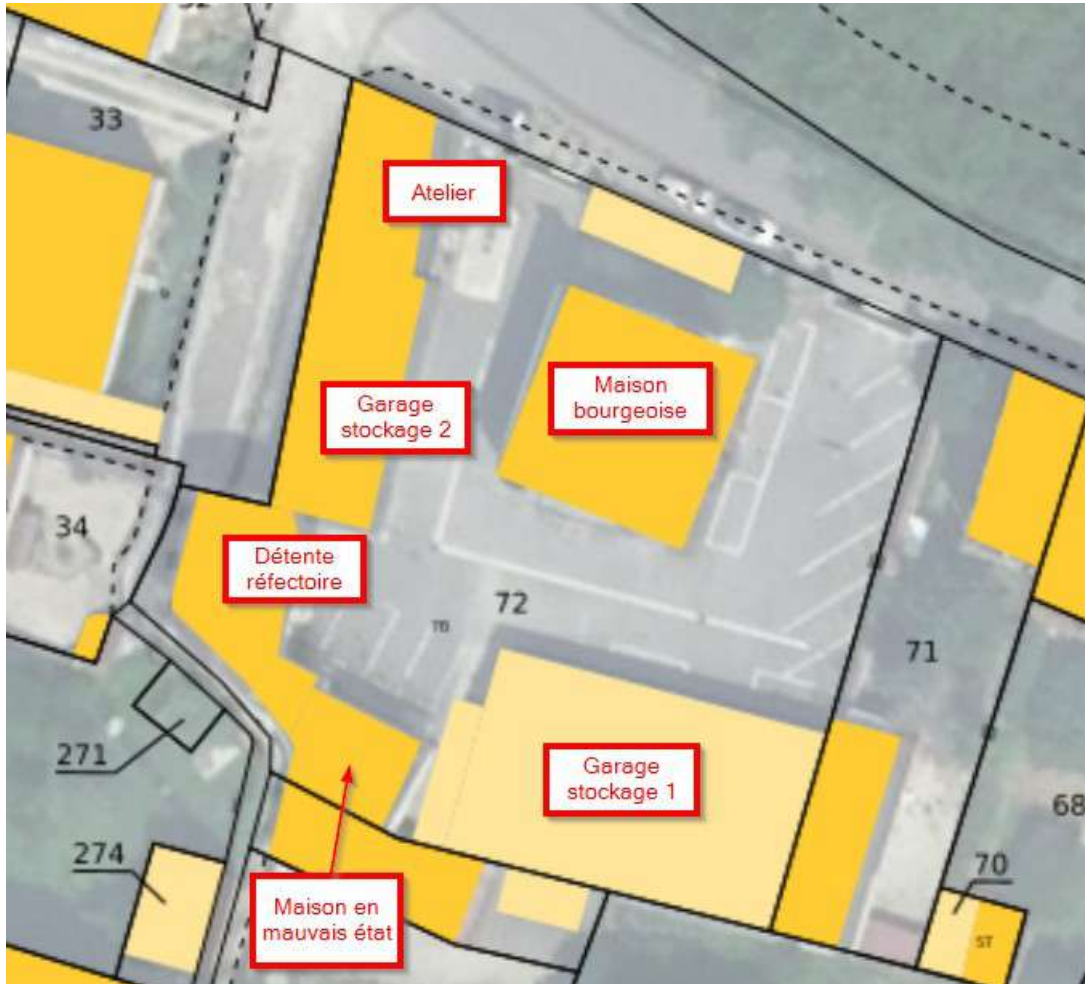 33
Atelier
Maison
bourgeoise
Garage
stockage 2
34
Détente
réfectoire
72
71
271
Garage
stockage 1
68
274
70
Maison en
mauvais état
ST